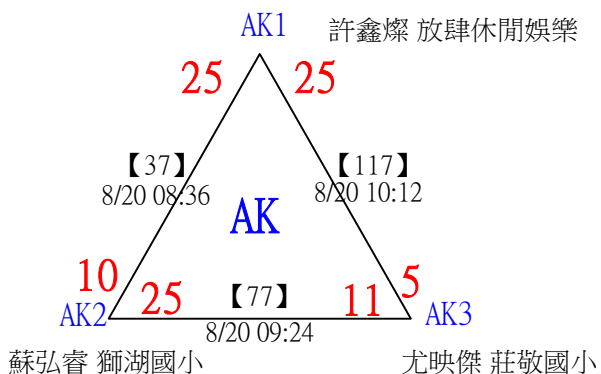 AK1
許鑫燦 放肆休閒娛樂
25
25
【37】
8/20 08:36
【117】
8/20 10:12
AK
10
25
【77】
11
5
AK2
AK3
8/20 09:24
蘇弘睿 獅湖國小
尤映傑 莊敬國小